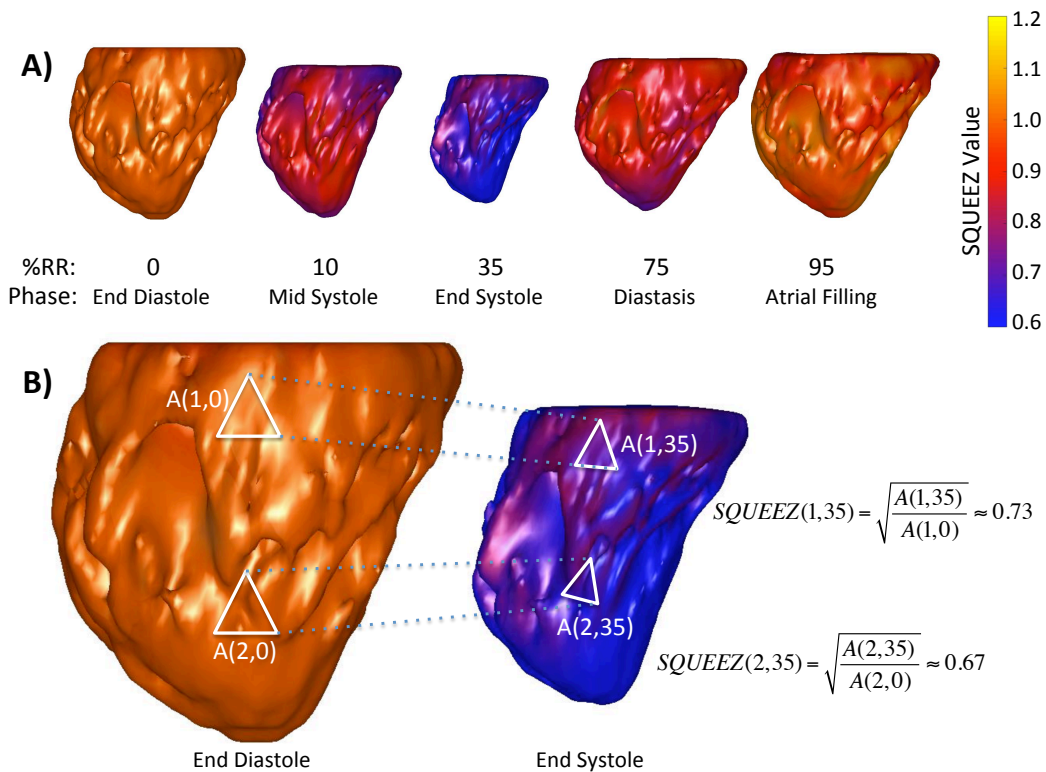 A)
%RR: 0 10 35 75 95
Phase: End Diastole Mid Systole End Systole Diastasis Atrial Filling
SQUEEZ Value
1.2
1.1
1.0
0.9
0.8
0.7
0.6
B)
A(1,0)
A(1,35)
SQUEEZ(1,35) = √(A(1,35)/A(1,0)) ≈ 0.73
A(2,0)
A(2,35)
SQUEEZ(2,35) = √(A(2,35)/A(2,0)) ≈ 0.67
End Diastole End Systole